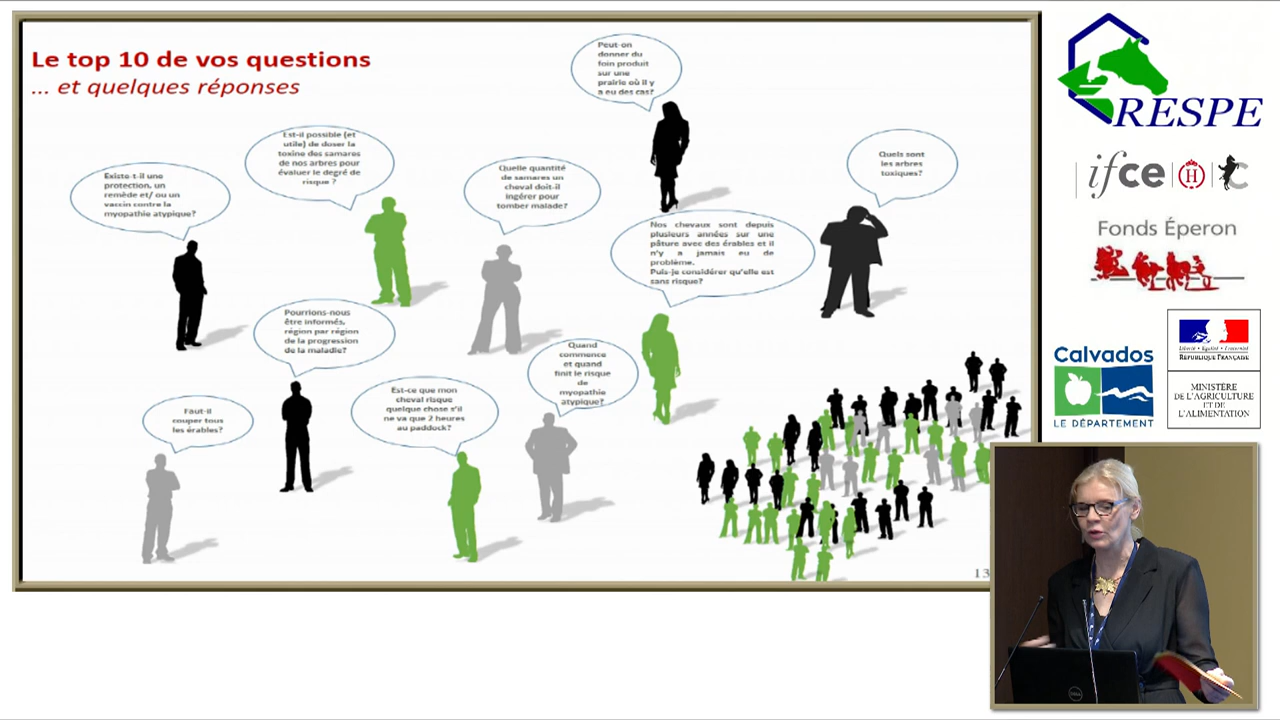 Le top 10 de vos questions
... et quelques réponses
Peut-on
donner du
foin produit
sur une
prairie où il y
a eu des cas?
Est-il possible (et
utile) de doser la
toxine des samares
de nos arbres pour
évaluer le degré de
risque ?
Existe-t-il une
protection, un
remède et/ ou un
vaccin contre la
myopathie atypique?
Quelle quantité
de samares un
cheval doit-il
ingérer pour
tomber malade?
Quels sont
les arbres
toxiques?
Nos chevaux sont depuis
plusieurs années sur une
pâture avec des érables et il
n'y a jamais eu de
problème.
Puis-je considérer qu'elle est
sans risque?
Pourrions-nous
être informés,
région par région
de la progression
de la maladie?
Quand
commence
et quand
finit le risque
de
myopathie
atypique?
Est-ce que mon
cheval risque
quelque chose s'il
ne va que 2 heures
au paddock?
Faut-il
couper tous
les érables?
13
RESPE
ifce
H
Fonds Éperon
Calvados
LE DÉPARTEMENT
Liberté • Égalité • Fraternité
RÉPUBLIQUE FRANÇAISE
MINISTÈRE
DE L'AGRICULTURE
ET DE
L'ALIMENTATION
DELL